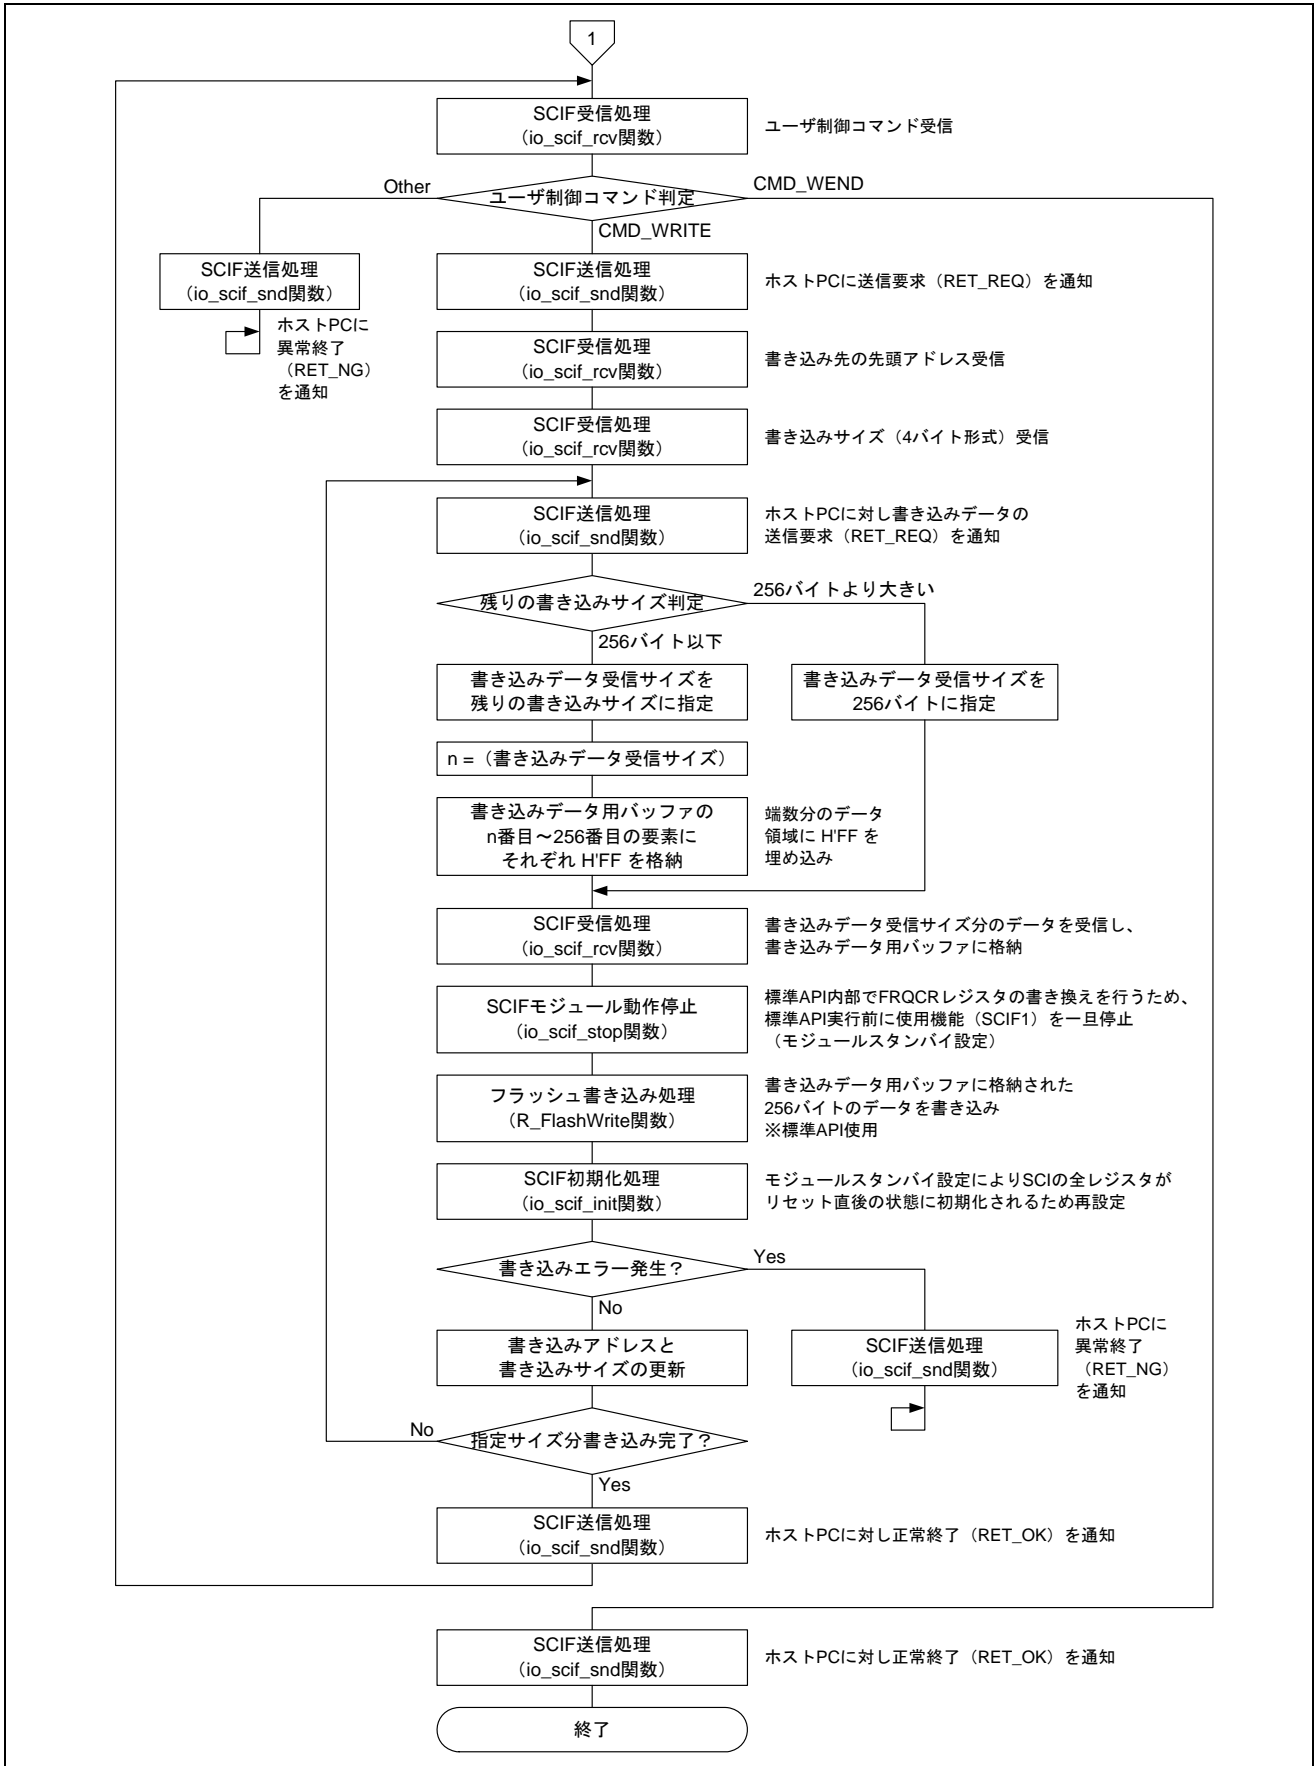 1
SCIF受信処理
（io_scif_rcv関数）
ユーザ制御コマンド受信
Other
ユーザ制御コマンド判定
CMD_WEND
CMD_WRITE
SCIF送信処理
（io_scif_snd関数）
ホストPCに
異常終了
（RET_NG）
を通知
SCIF送信処理
（io_scif_snd関数）
ホストPCに送信要求（RET_REQ）を通知
SCIF受信処理
（io_scif_rcv関数）
書き込み先の先頭アドレス受信
SCIF受信処理
（io_scif_rcv関数）
書き込みサイズ（4バイト形式）受信
SCIF送信処理
（io_scif_snd関数）
ホストPCに対し書き込みデータの
送信要求（RET_REQ）を通知
残りの書き込みサイズ判定
256バイトより大きい
256バイト以下
書き込みデータ受信サイズを
残りの書き込みサイズに指定
書き込みデータ受信サイズを
256バイトに指定
n =（書き込みデータ受信サイズ）
書き込みデータ用バッファの
n番目～256番目の要素に
それぞれ H'FF を格納
端数分のデータ
領域に H'FF を
埋め込み
SCIF受信処理
（io_scif_rcv関数）
書き込みデータ受信サイズ分のデータを受信し、
書き込みデータ用バッファに格納
SCIFモジュール動作停止
（io_scif_stop関数）
標準API内部でFRQCRレジスタの書き換えを行うため、
標準API実行前に使用機能（SCIF1）を一旦停止
（モジュールスタンバイ設定）
フラッシュ書き込み処理
（R_FlashWrite関数）
書き込みデータ用バッファに格納された
256バイトのデータを書き込み
※標準API使用
SCIF初期化処理
（io_scif_init関数）
モジュールスタンバイ設定によりSCIの全レジスタが
リセット直後の状態に初期化されるため再設定
書き込みエラー発生？
Yes
No
書き込みアドレスと
書き込みサイズの更新
SCIF送信処理
（io_scif_snd関数）
ホストPCに
異常終了
（RET_NG）
を通知
No
指定サイズ分書き込み完了？
Yes
SCIF送信処理
（io_scif_snd関数）
ホストPCに対し正常終了（RET_OK）を通知
SCIF送信処理
（io_scif_snd関数）
ホストPCに対し正常終了（RET_OK）を通知
終了